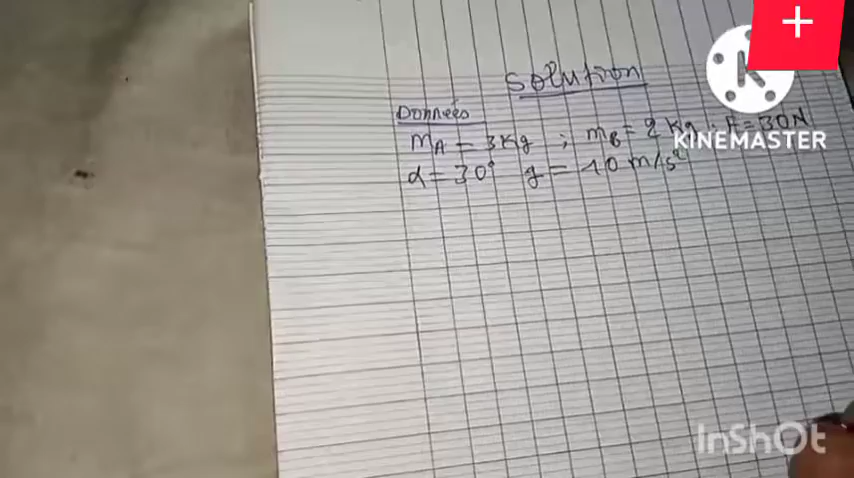 Solution
Données
mA = 3Kg ; mB = 2 Kg ; F = 30N
α = 30° g = 10 m/s²
KINEMASTER
InShOt